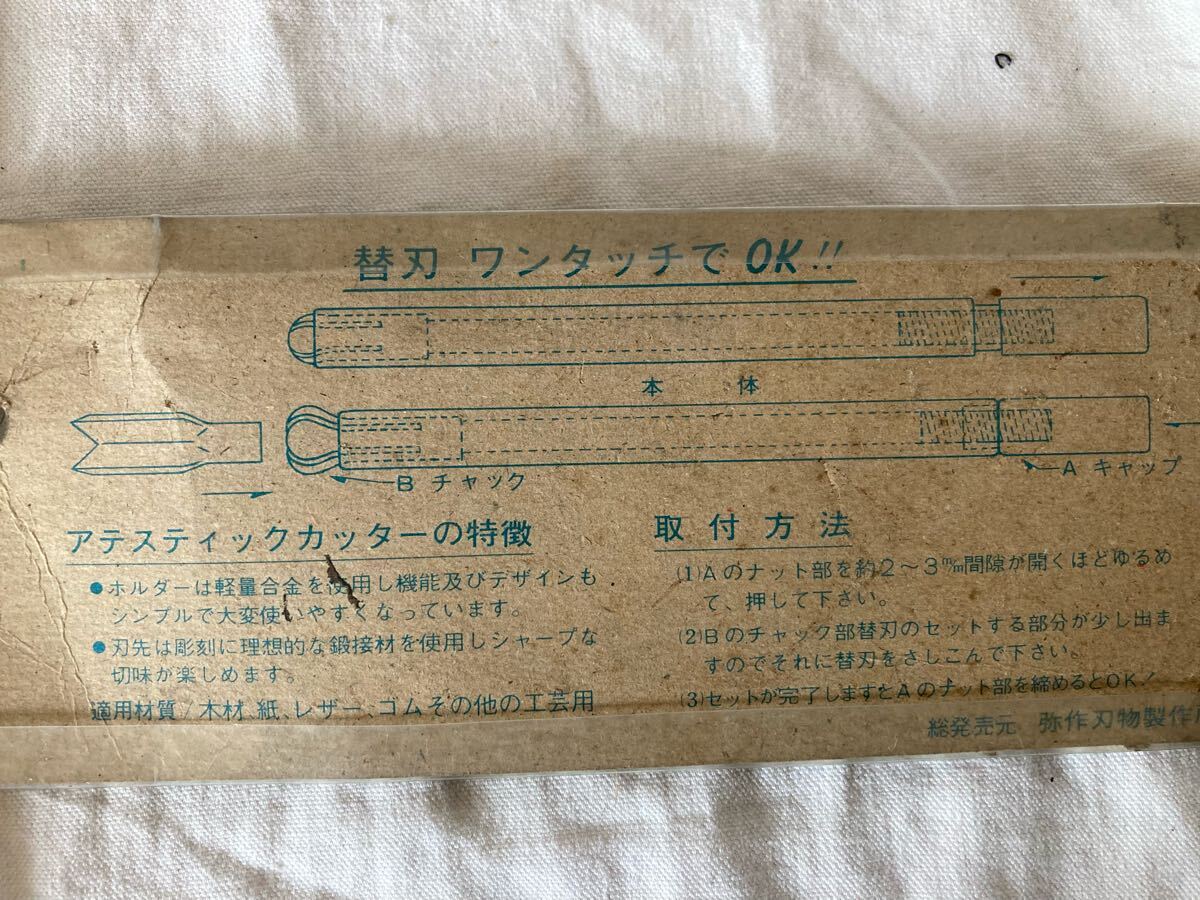 替刃 ワンタッチで OK!!
本 体
B チャック
A キャップ
アテスティックカッターの特徴
●ホルダーは軽量合金を使用し機能及びデザインも
シンプルで大変使いやすくなっています。
●刃先は彫刻に理想的な鍛接材を使用しシャープな
切味が楽しめます。
適用材質/木材、紙、レザー、ゴムその他の工芸用
取付方法
(1)Aのナット部を約2～3m/m間隙が開くほどゆるめ
て、押して下さい。
(2)Bのチャック部替刃のセットする部分が少し出ま
すのでそれに替刃をさしこんで下さい。
(3)セットが完了しますとAのナット部を締めるとOK!
総発売元 弥作刃物製作